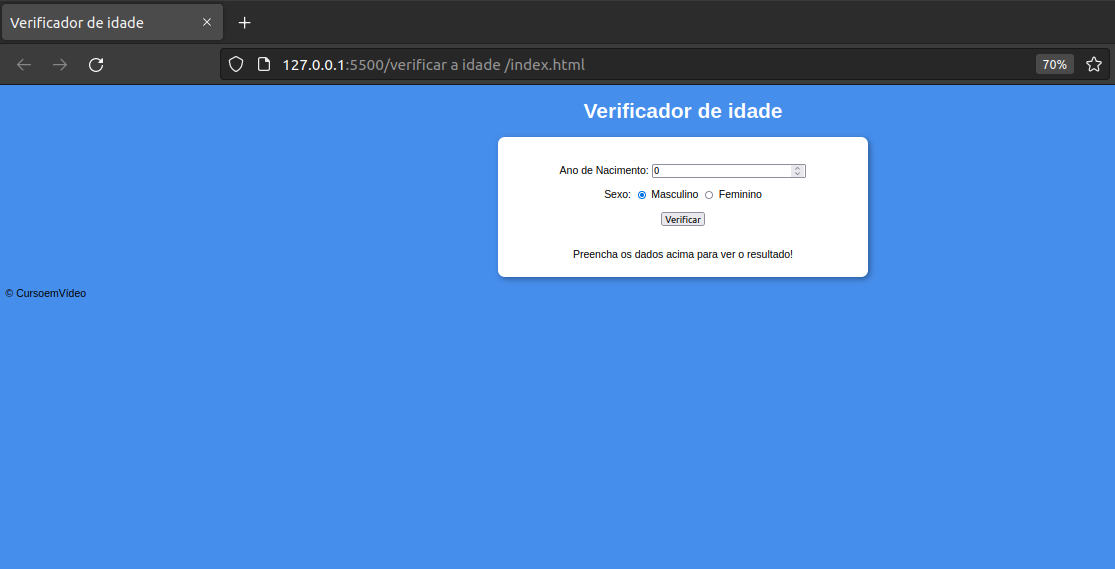 Verificador de idade
127.0.0.1:5500/verificar a idade /index.html 70%
Verificador de idade
Ano de Nacimento: 0
Sexo: Masculino Feminino
Verificar
Preencha os dados acima para ver o resultado!
© CursoemVídeo